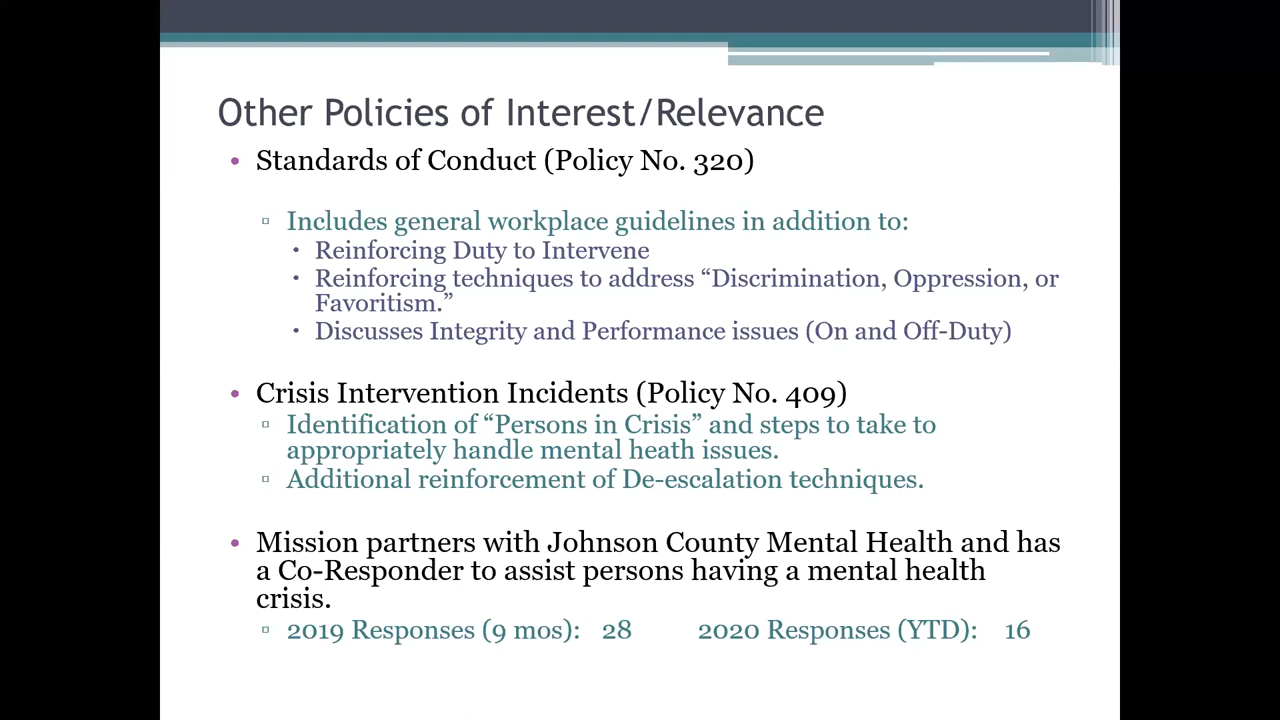 Other Policies of Interest/Relevance
• Standards of Conduct (Policy No. 320)
▫ Includes general workplace guidelines in addition to:
▪ Reinforcing Duty to Intervene
▪ Reinforcing techniques to address “Discrimination, Oppression, or
Favoritism.”
▪ Discusses Integrity and Performance issues (On and Off-Duty)
• Crisis Intervention Incidents (Policy No. 409)
▫ Identification of “Persons in Crisis” and steps to take to
appropriately handle mental heath issues.
▫ Additional reinforcement of De-escalation techniques.
• Mission partners with Johnson County Mental Health and has
a Co-Responder to assist persons having a mental health
crisis.
▫ 2019 Responses (9 mos): 28 2020 Responses (YTD): 16